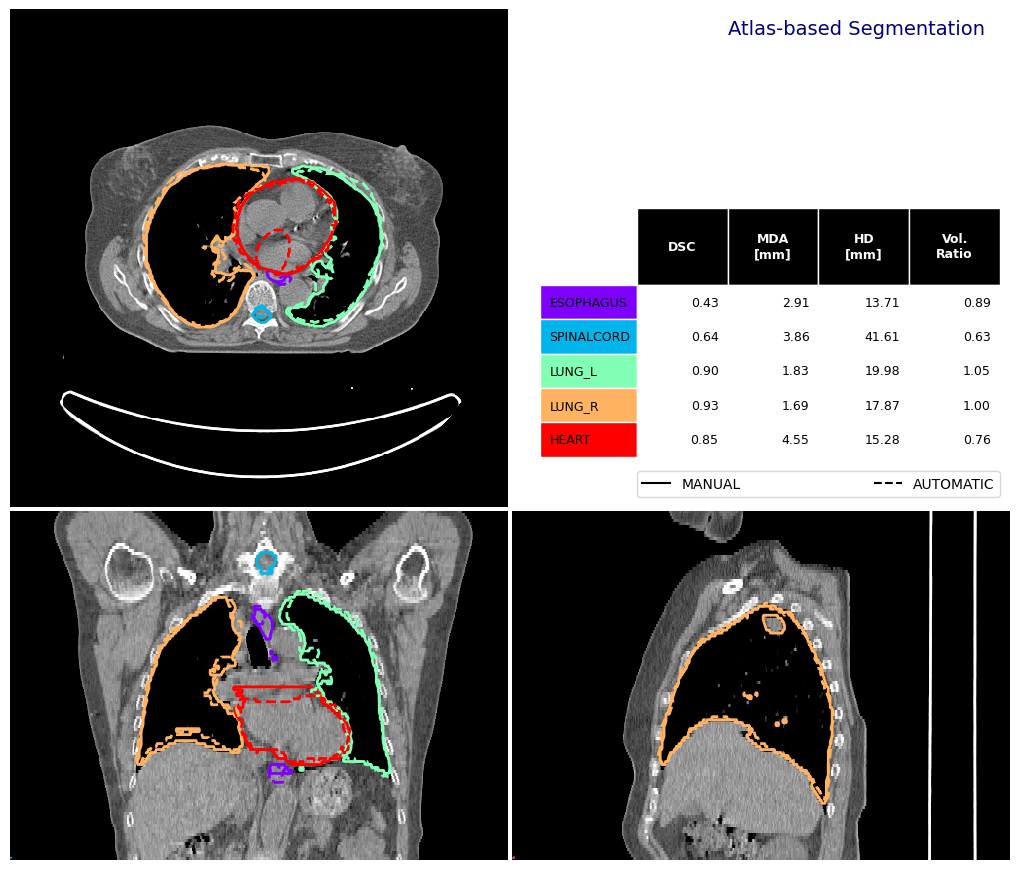 Atlas-based Segmentation
DSC MDA [mm] HD [mm] Vol. Ratio
ESOPHAGUS 0.43 2.91 13.71 0.89
SPINALCORD 0.64 3.86 41.61 0.63
LUNG_L 0.90 1.83 19.98 1.05
LUNG_R 0.93 1.69 17.87 1.00
HEART 0.85 4.55 15.28 0.76
MANUAL AUTOMATIC